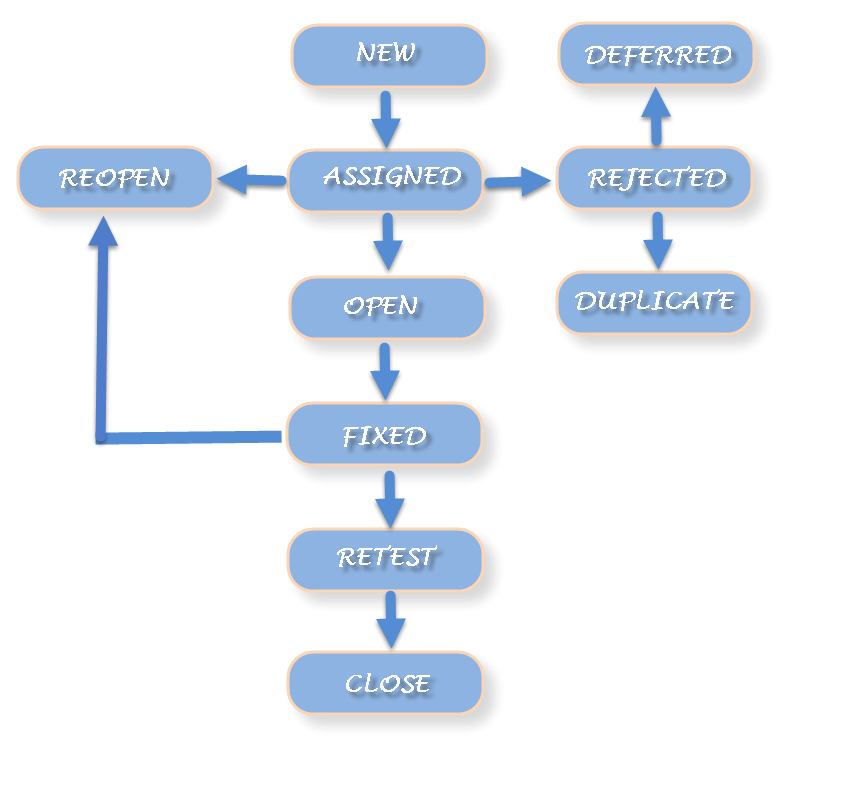 NEW
DEFERRED
REOPEN
ASSIGNED
REJECTED
OPEN
DUPLICATE
FIXED
RETEST
CLOSE